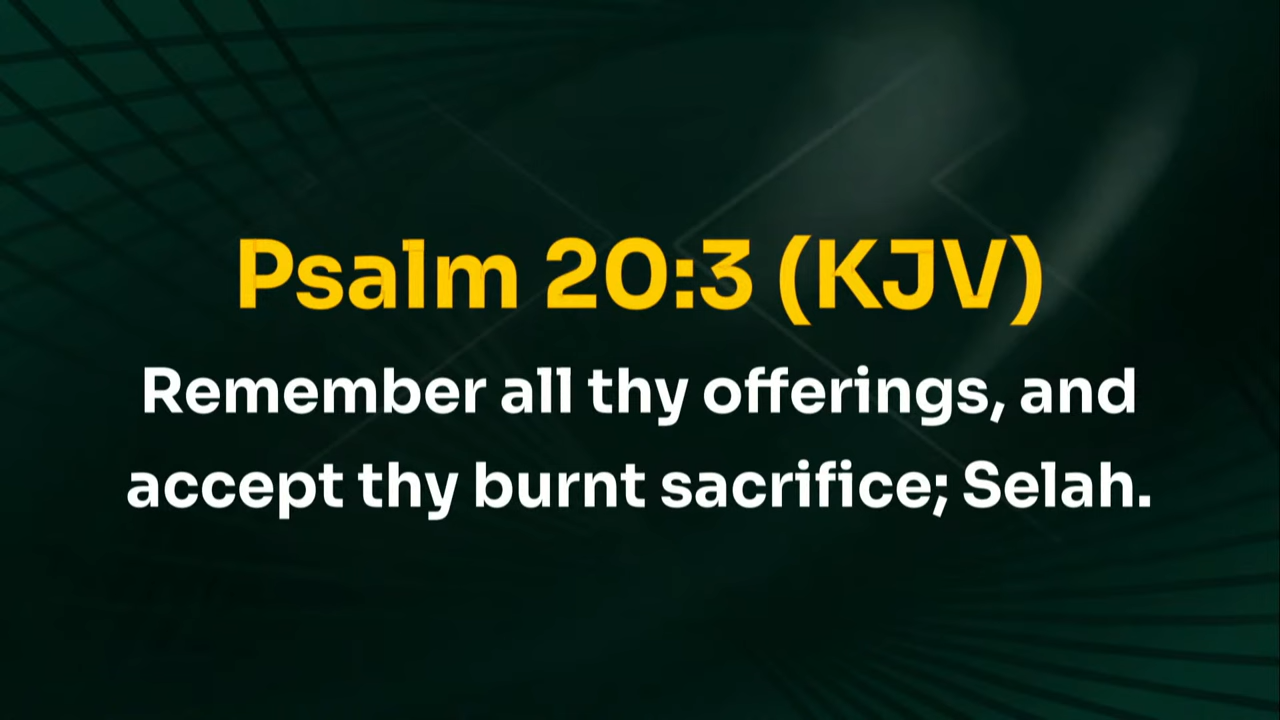 Psalm 20:3 (KJV)
Remember all thy offerings, and
accept thy burnt sacrifice; Selah.